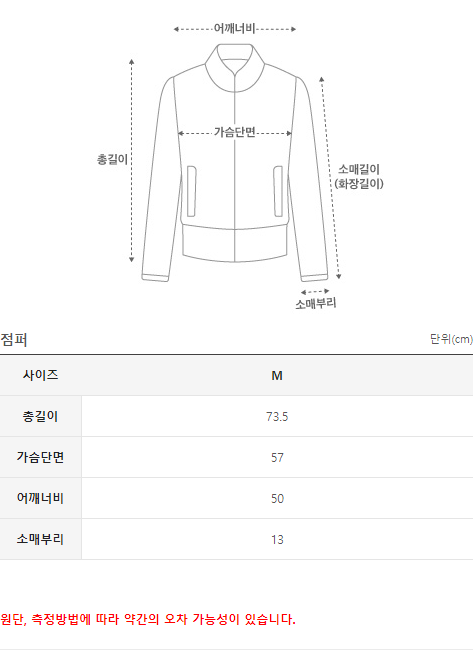 어깨너비
가슴단면
총길이
소매길이
(화장길이)
소매부리
점퍼 단위(cm)
사이즈 M
총길이 73.5
가슴단면 57
어깨너비 50
소매부리 13
원단, 측정방법에 따라 약간의 오차 가능성이 있습니다.